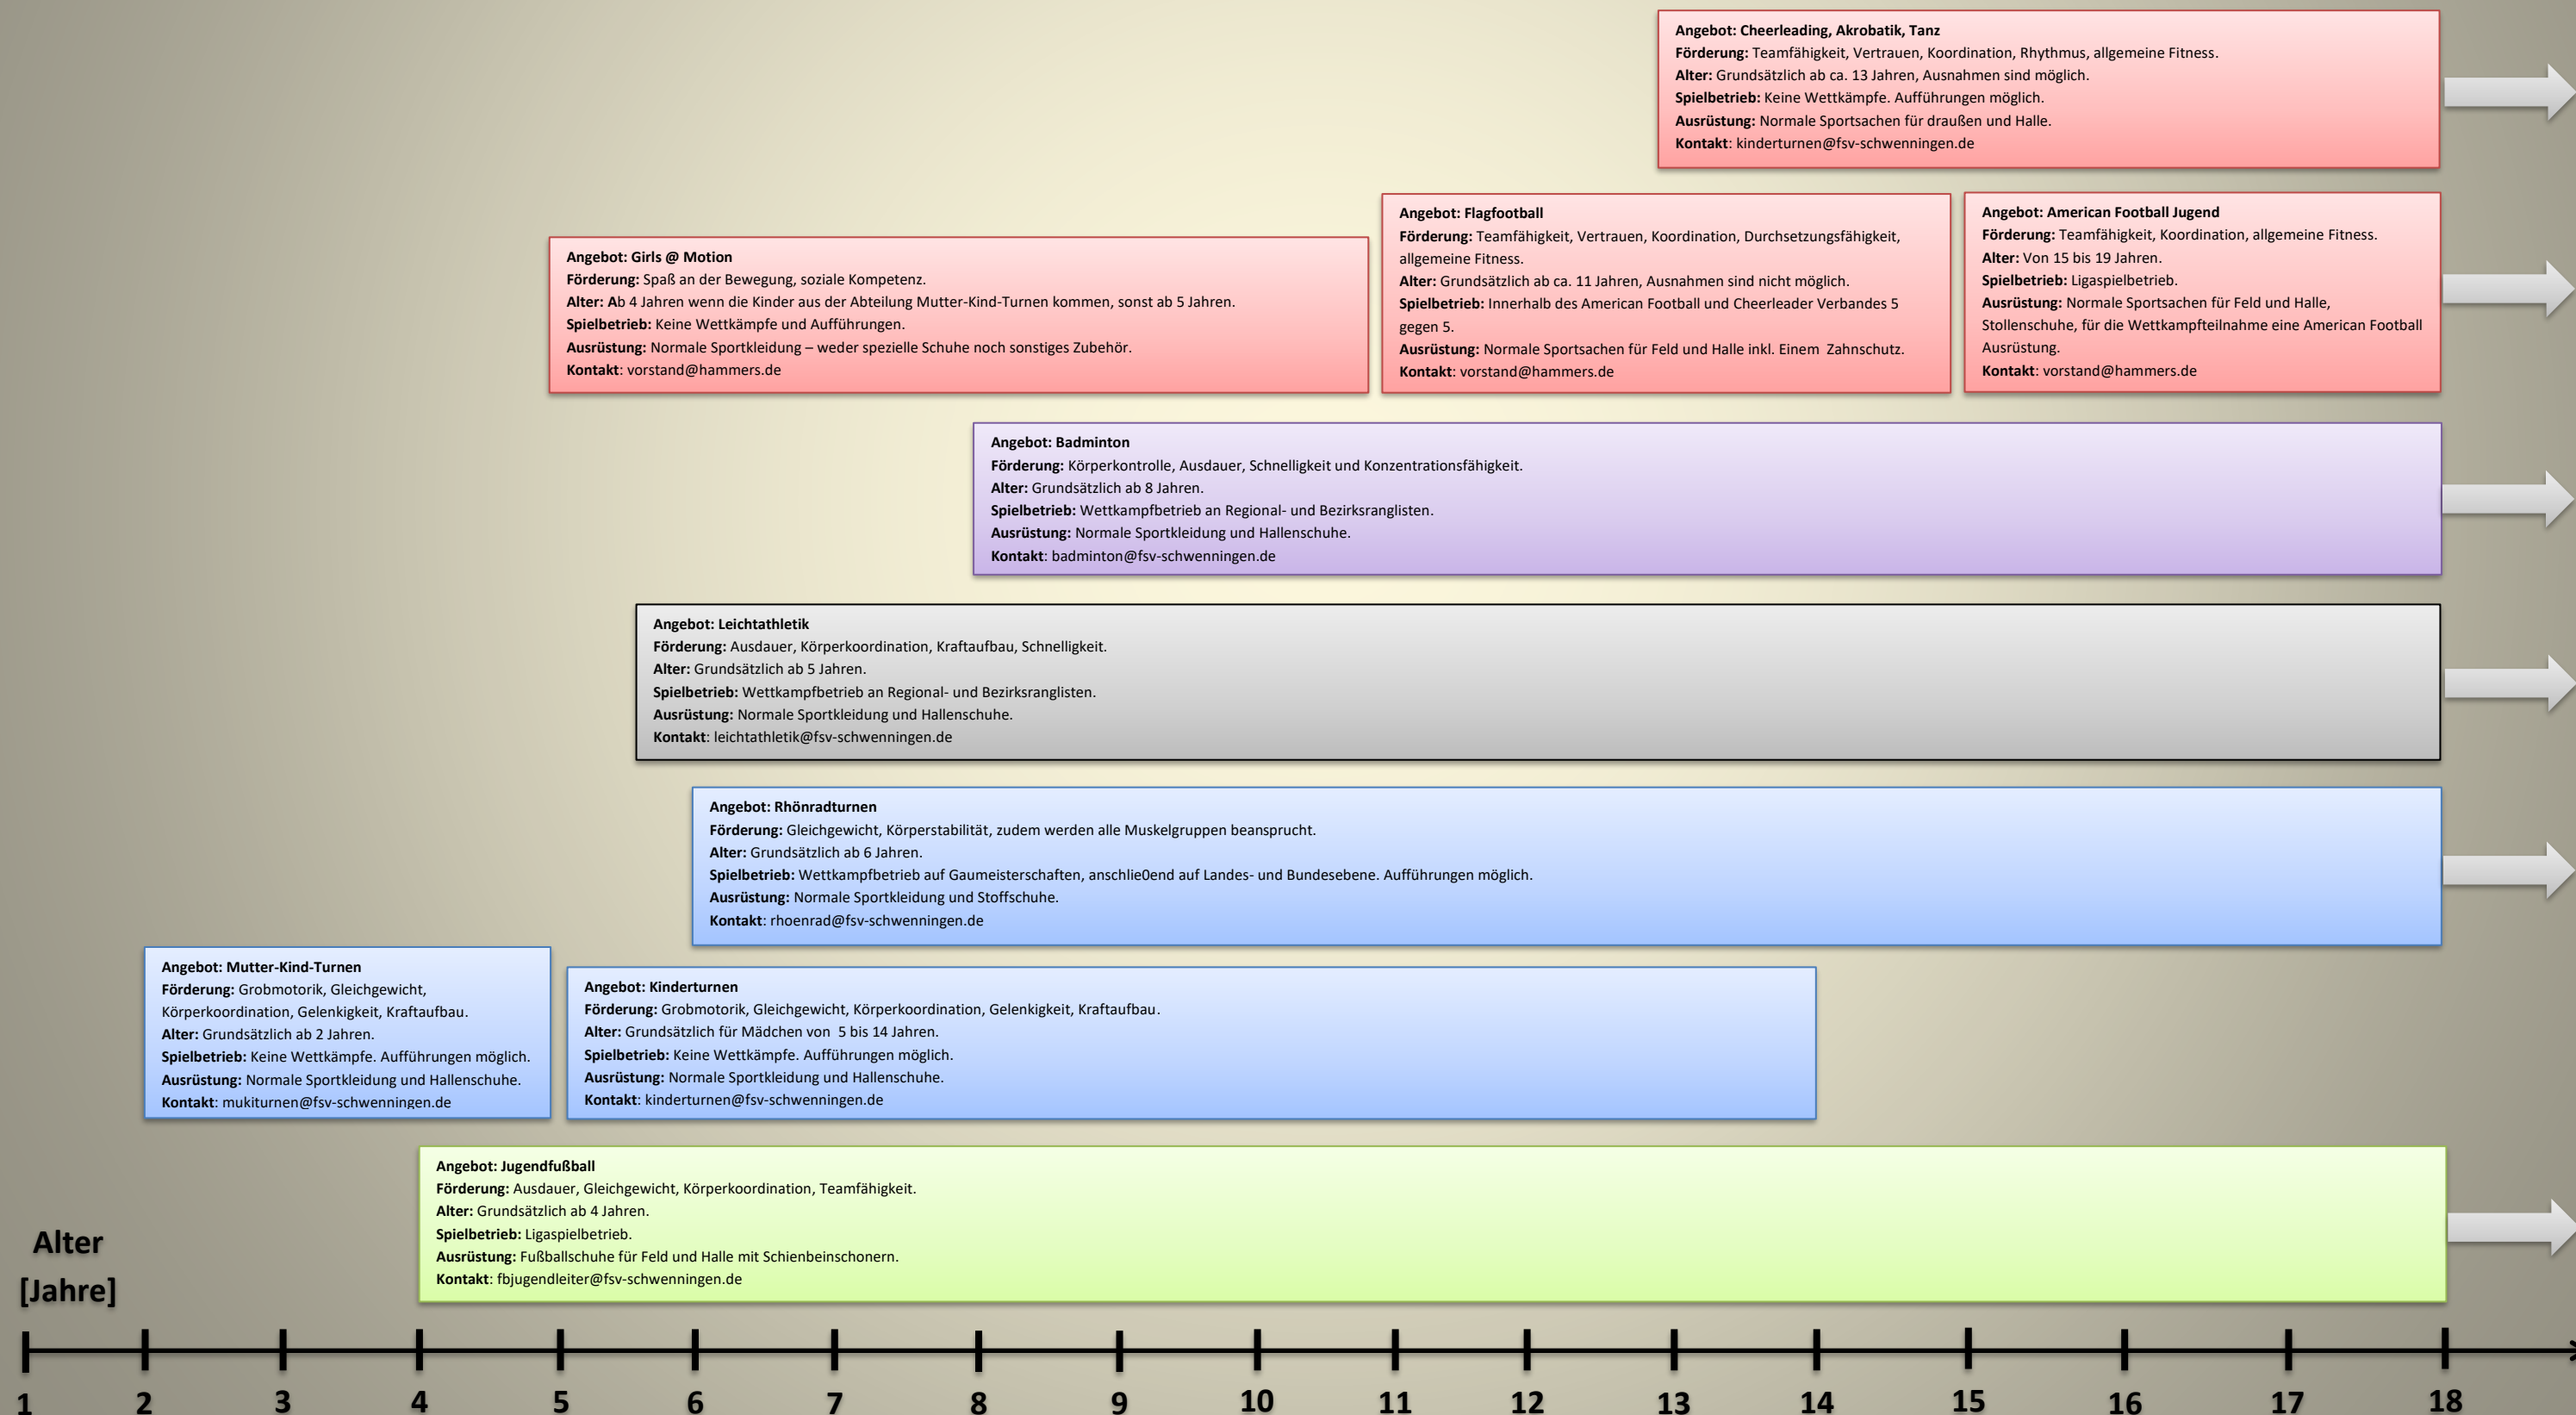 Angebot: Cheerleading, Akrobatik, Tanz
Förderung: Teamfähigkeit, Vertrauen, Koordination, Rhythmus, allgemeine Fitness.
Alter: Grundsätzlich ab ca. 13 Jahren, Ausnahmen sind möglich.
Spielbetrieb: Keine Wettkämpfe. Aufführungen möglich.
Ausrüstung: Normale Sportsachen für draußen und Halle.
Kontakt: kinderturnen@fsv-schwenningen.de
Angebot: Girls @ Motion
Förderung: Spaß an der Bewegung, soziale Kompetenz.
Alter: Ab 4 Jahren wenn die Kinder aus der Abteilung Mutter-Kind-Turnen kommen, sonst ab 5 Jahren.
Spielbetrieb: Keine Wettkämpfe und Aufführungen.
Ausrüstung: Normale Sportkleidung – weder spezielle Schuhe noch sonstiges Zubehör.
Kontakt: vorstand@hammers.de
Angebot: Flagfootball
Förderung: Teamfähigkeit, Vertrauen, Koordination, Durchsetzungsfähigkeit,
allgemeine Fitness.
Alter: Grundsätzlich ab ca. 11 Jahren, Ausnahmen sind nicht möglich.
Spielbetrieb: Innerhalb des American Football und Cheerleader Verbandes 5
gegen 5.
Ausrüstung: Normale Sportsachen für Feld und Halle inkl. Einem Zahnschutz.
Kontakt: vorstand@hammers.de
Angebot: American Football Jugend
Förderung: Teamfähigkeit, Koordination, allgemeine Fitness.
Alter: Von 15 bis 19 Jahren.
Spielbetrieb: Ligaspielbetrieb.
Ausrüstung: Normale Sportsachen für Feld und Halle,
Stollenschuhe, für die Wettkampfteilnahme eine American Football
Ausrüstung.
Kontakt: vorstand@hammers.de
Angebot: Badminton
Förderung: Körperkontrolle, Ausdauer, Schnelligkeit und Konzentrationsfähigkeit.
Alter: Grundsätzlich ab 8 Jahren.
Spielbetrieb: Wettkampfbetrieb an Regional- und Bezirksranglisten.
Ausrüstung: Normale Sportkleidung und Hallenschuhe.
Kontakt: badminton@fsv-schwenningen.de
Angebot: Leichtathletik
Förderung: Ausdauer, Körperkoordination, Kraftaufbau, Schnelligkeit.
Alter: Grundsätzlich ab 5 Jahren.
Spielbetrieb: Wettkampfbetrieb an Regional- und Bezirksranglisten.
Ausrüstung: Normale Sportkleidung und Hallenschuhe.
Kontakt: leichtathletik@fsv-schwenningen.de
Angebot: Rhönradturnen
Förderung: Gleichgewicht, Körperstabilität, zudem werden alle Muskelgruppen beansprucht.
Alter: Grundsätzlich ab 6 Jahren.
Spielbetrieb: Wettkampfbetrieb auf Gaumeisterschaften, anschlie0end auf Landes- und Bundesebene. Aufführungen möglich.
Ausrüstung: Normale Sportkleidung und Stoffschuhe.
Kontakt: rhoenrad@fsv-schwenningen.de
Angebot: Mutter-Kind-Turnen
Förderung: Grobmotorik, Gleichgewicht,
Körperkoordination, Gelenkigkeit, Kraftaufbau.
Alter: Grundsätzlich ab 2 Jahren.
Spielbetrieb: Keine Wettkämpfe. Aufführungen möglich.
Ausrüstung: Normale Sportkleidung und Hallenschuhe.
Kontakt: mukiturnen@fsv-schwenningen.de
Angebot: Kinderturnen
Förderung: Grobmotorik, Gleichgewicht, Körperkoordination, Gelenkigkeit, Kraftaufbau.
Alter: Grundsätzlich für Mädchen von 5 bis 14 Jahren.
Spielbetrieb: Keine Wettkämpfe. Aufführungen möglich.
Ausrüstung: Normale Sportkleidung und Hallenschuhe.
Kontakt: kinderturnen@fsv-schwenningen.de
Angebot: Jugendfußball
Förderung: Ausdauer, Gleichgewicht, Körperkoordination, Teamfähigkeit.
Alter: Grundsätzlich ab 4 Jahren.
Spielbetrieb: Ligaspielbetrieb.
Ausrüstung: Fußballschuhe für Feld und Halle mit Schienbeinschonern.
Kontakt: fbjugendleiter@fsv-schwenningen.de
Alter
[Jahre]
1 2 3 4 5 6 7 8 9 10 11 12 13 14 15 16 17 18